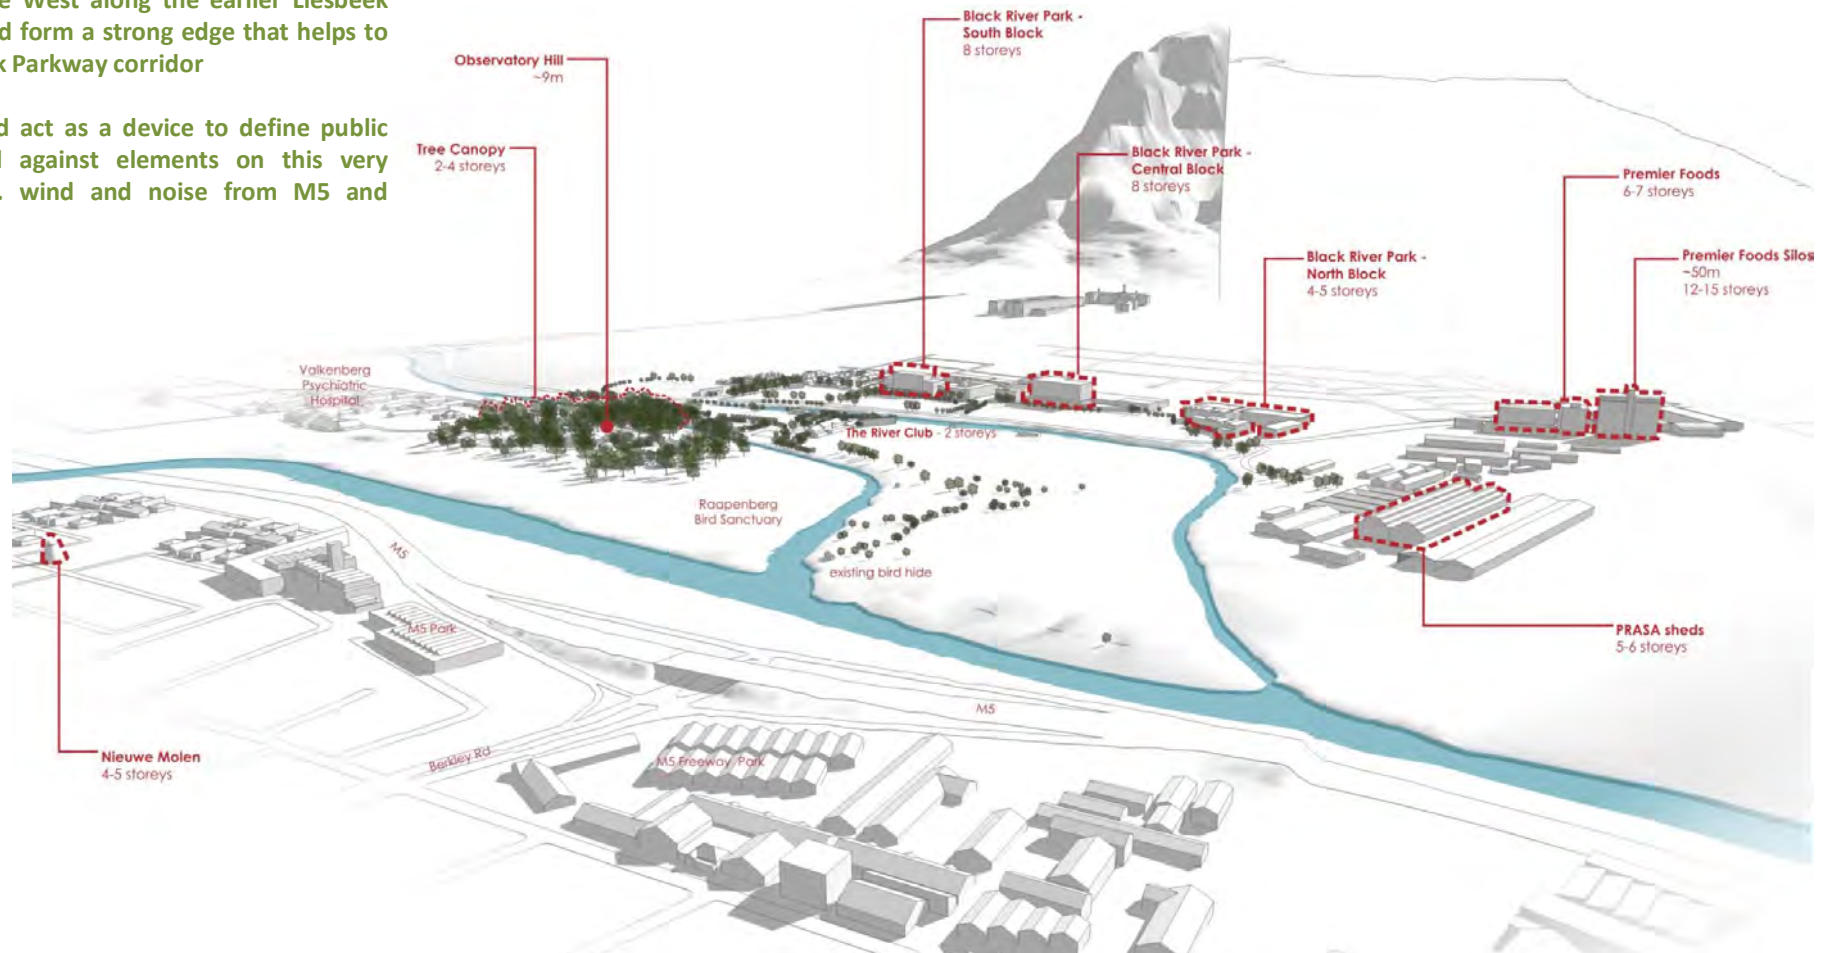 e West along the earlier Liesbeek
d form a strong edge that helps to
k Parkway corridor
d act as a device to define public
l against elements on this very
. wind and noise from M5 and
Observatory Hill
~9m
Tree Canopy
2-4 storeys
Black River Park -
South Block
8 storeys
Black River Park -
Central Block
8 storeys
Black River Park -
North Block
4-5 storeys
Premier Foods
6-7 storeys
Premier Foods Silos
~50m
12-15 storeys
Valkenberg
Psychiatric
Hospital
The River Club - 2 storeys
Raapenberg
Bird Sanctuary
existing bird hide
M5
M5 Park
M5
PRASA sheds
5-6 storeys
Nieuwe Molen
4-5 storeys
Berkley Rd
M5 Freeway Park